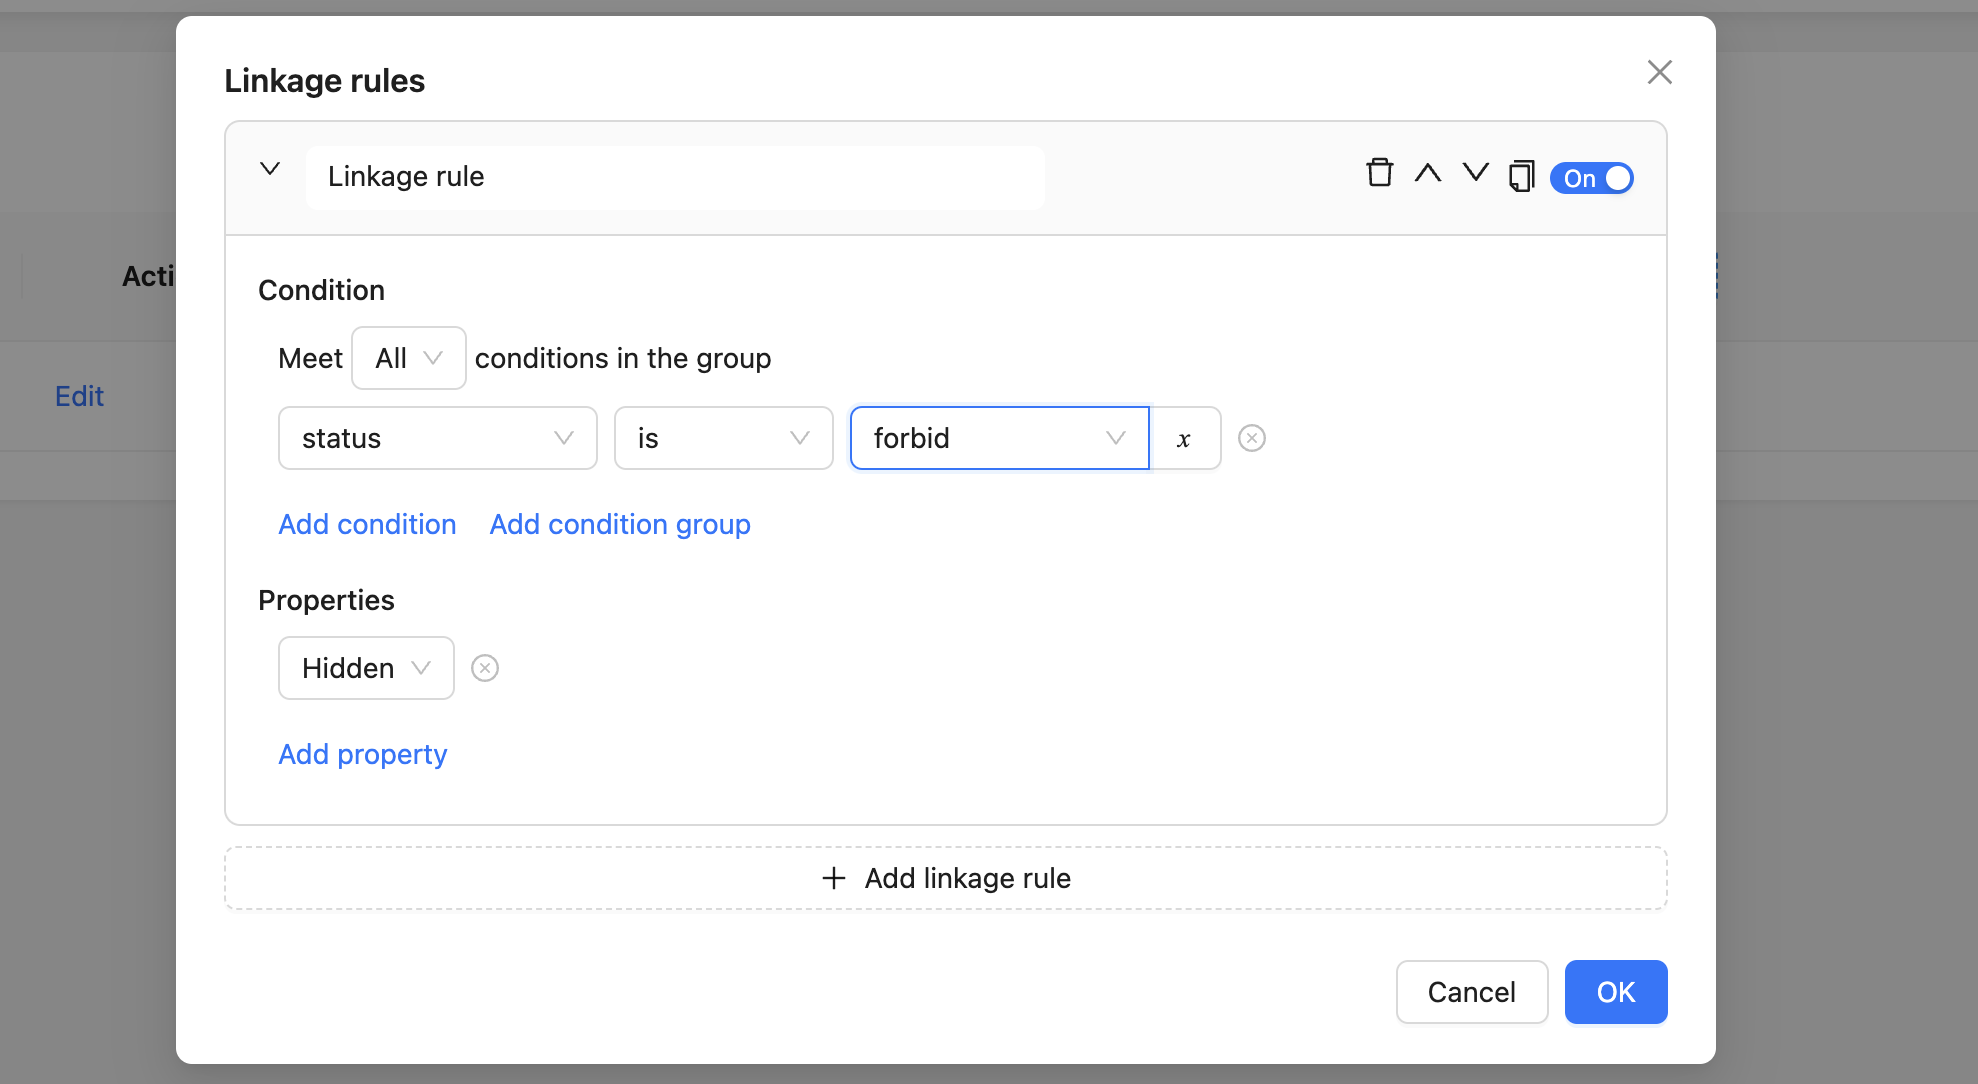 Linkage rules
Linkage rule
On
Acti
Condition
Meet All conditions in the group
Edit
status is forbid x
Add condition Add condition group
Properties
Hidden
Add property
Add linkage rule
Cancel OK